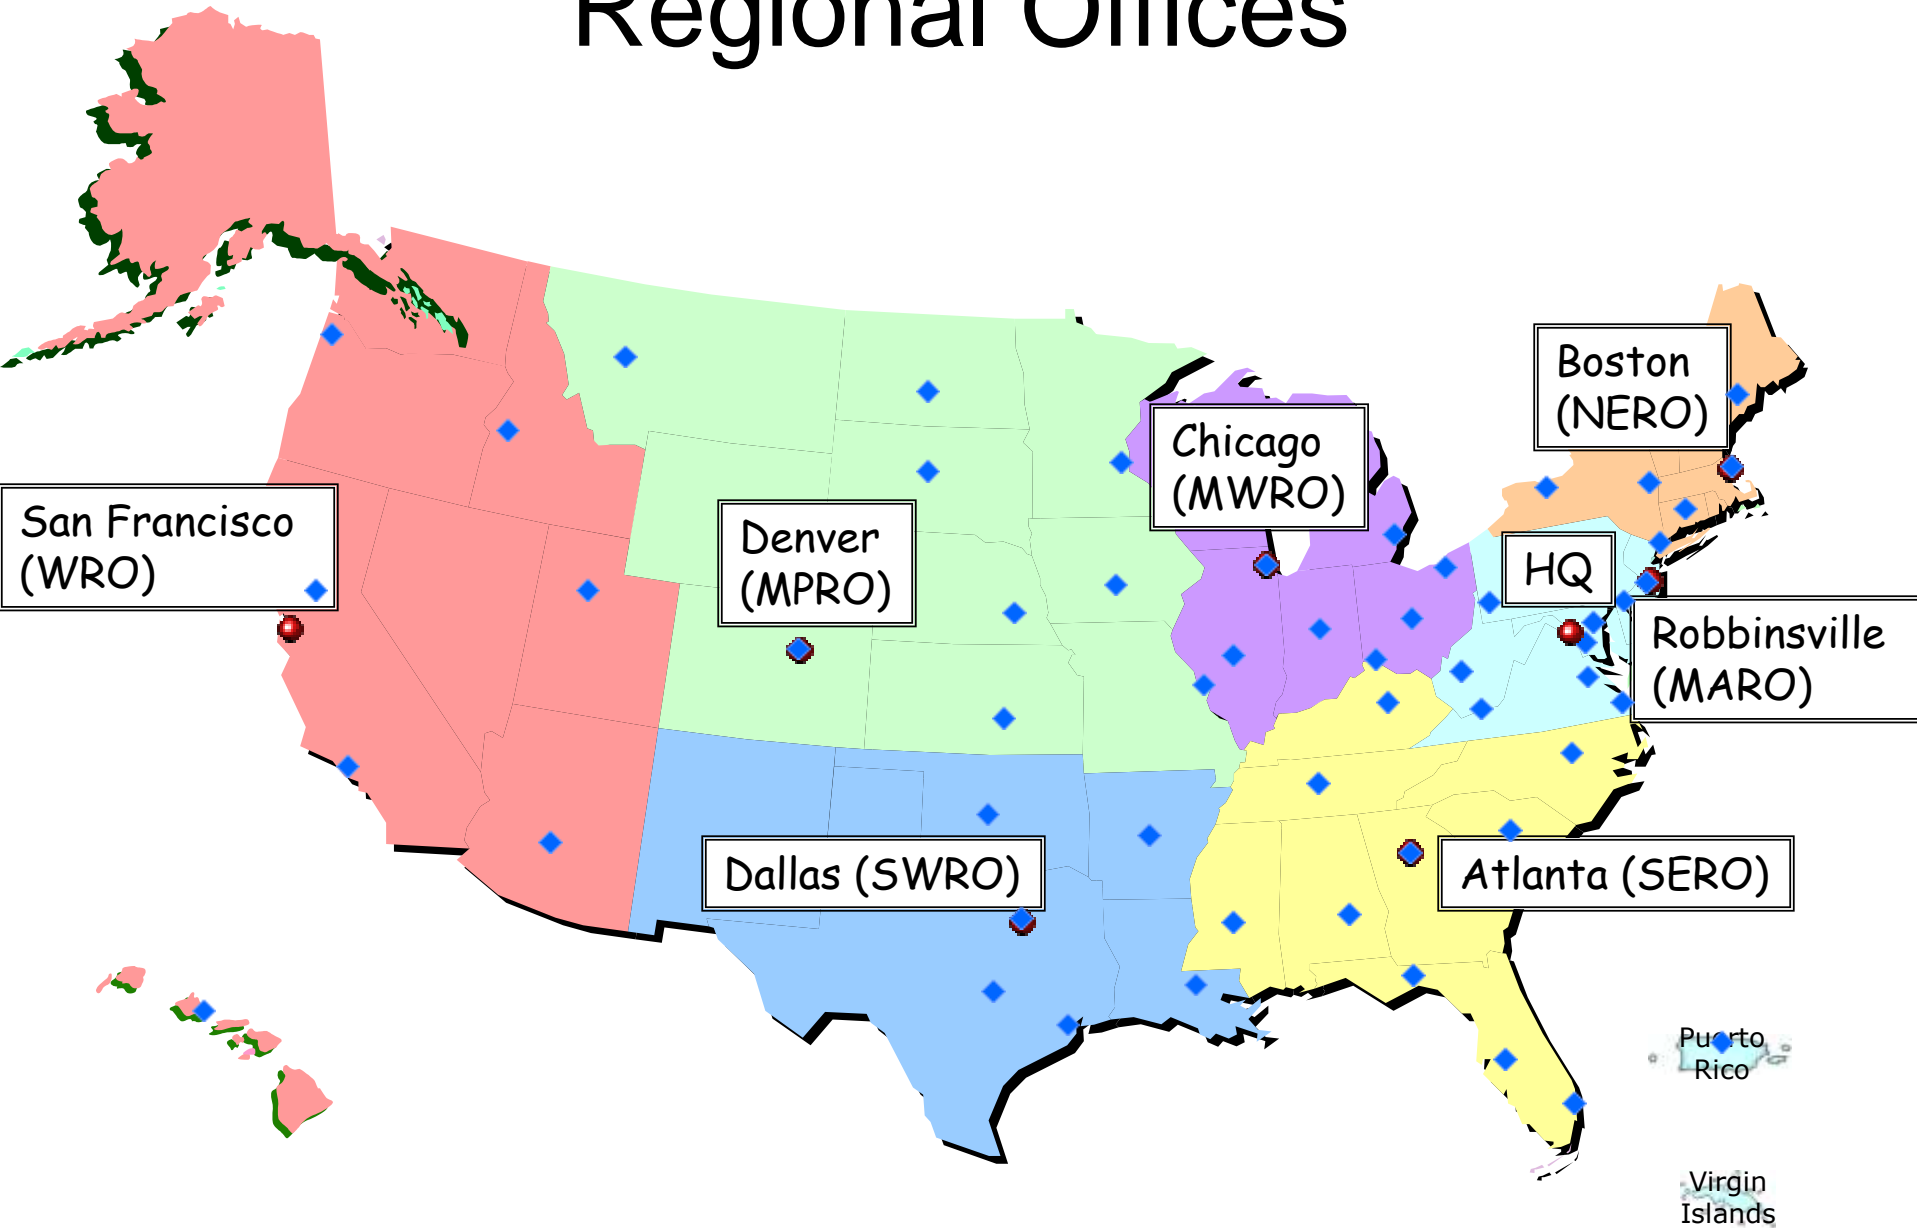 Regional Offices
Boston
(NERO)
Chicago
(MWRO)
San Francisco
(WRO)
Denver
(MPRO)
HQ
Robbinsville
(MARO)
Dallas (SWRO)
Atlanta (SERO)
Puerto
Rico
Virgin
Islands